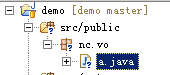 demo [demo master]
src/public
nc.vo
a.java